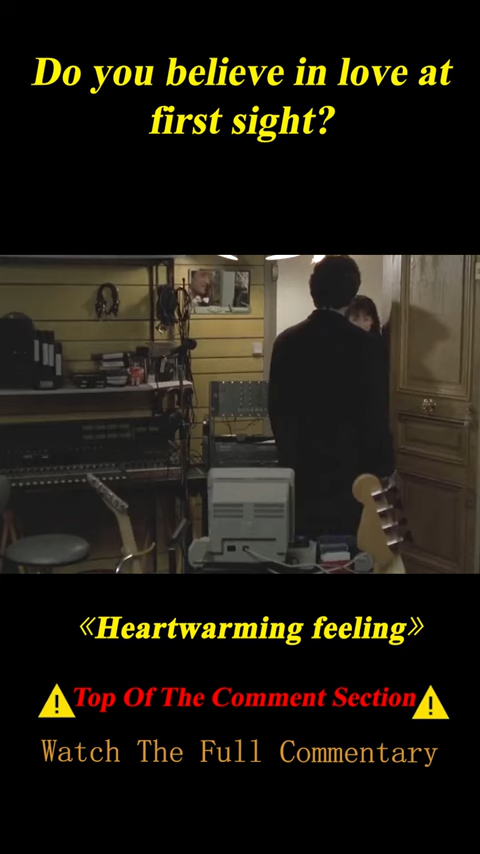 Do you believe in love at
first sight?
《Heartwarming feeling》
Top Of The Comment Section
Watch The Full Commentary